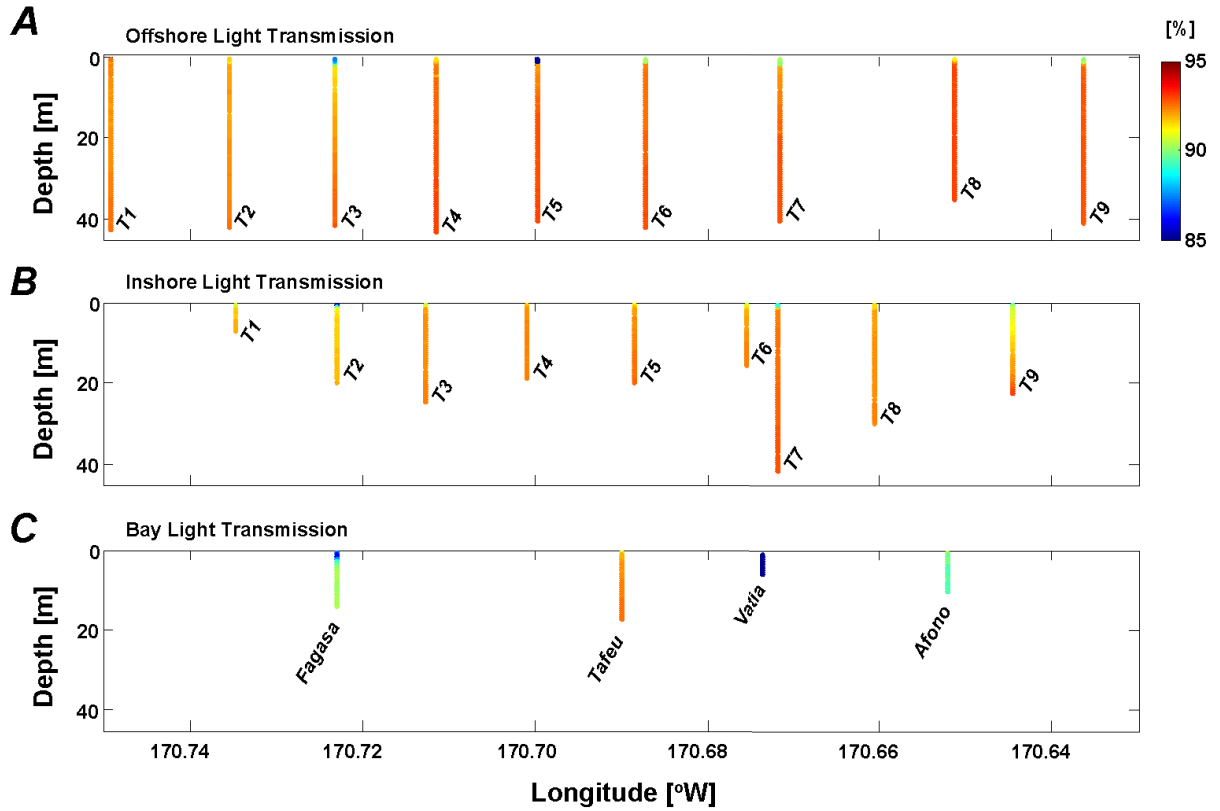 A
Offshore Light Transmission
[%]
0
20
40
Depth [m]
T1
T2
T3
T4
T5
T6
T7
T8
T9
95
90
85
B
Inshore Light Transmission
0
20
40
Depth [m]
T1
T2
T3
T4
T5
T6
T7
T8
T9
C
Bay Light Transmission
0
20
40
Depth [m]
Fagasa
Tafeu
Vatia
Afono
170.74 170.72 170.70 170.68 170.66 170.64
Longitude [oW]